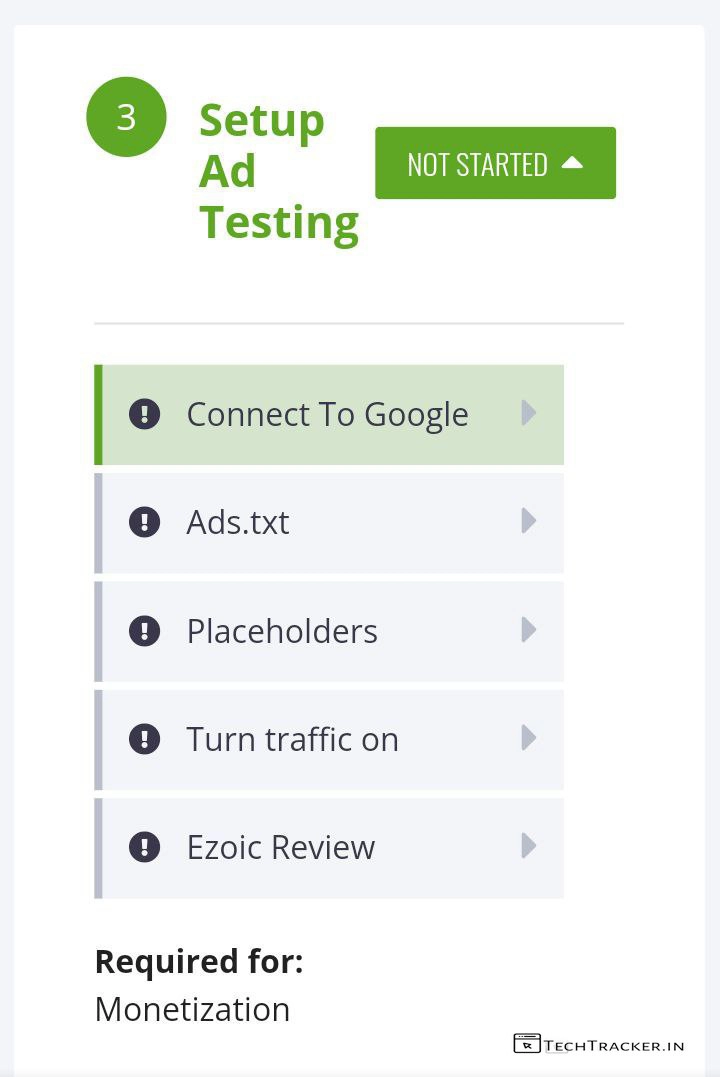 3
Setup
Ad
Testing
NOT STARTED
Connect To Google
Ads.txt
Placeholders
Turn traffic on
Ezoic Review
Required for:
Monetization
TECHTRACKER.IN